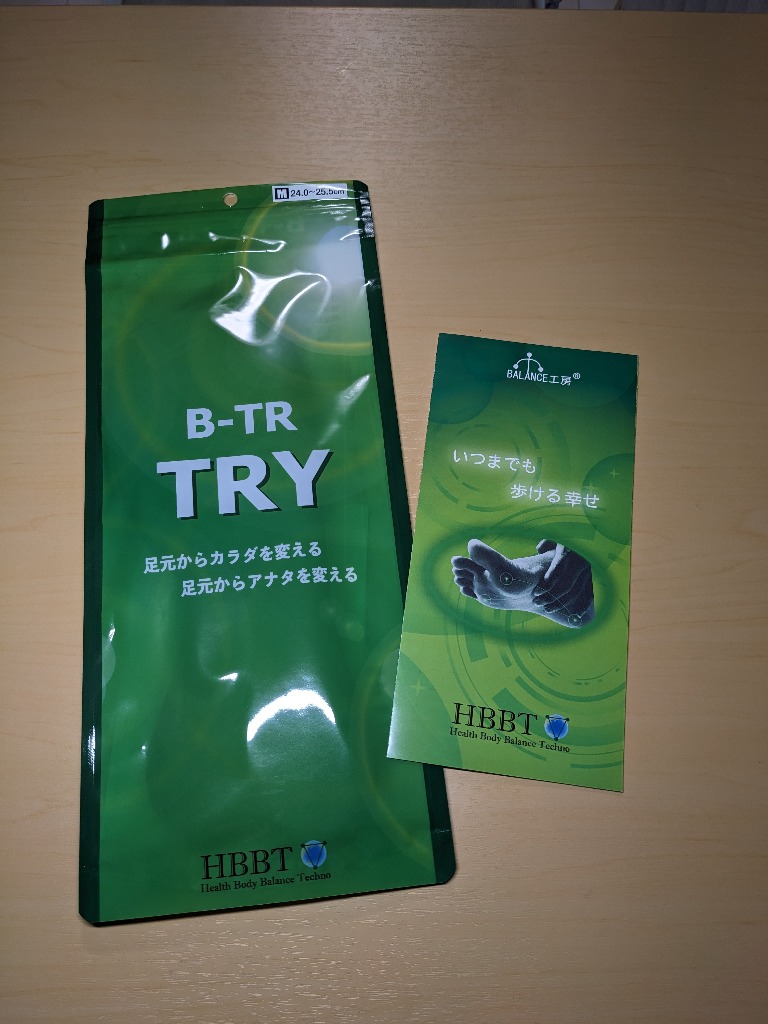 M 24.0~25.5cm
B-TR
TRY
足元からカラダを変える
足元からアナタを変える
HBBT
Health Body Balance Techno
BALANCE工房®
いつまでも
歩ける幸せ
HBBT
Health Body Balance Techno